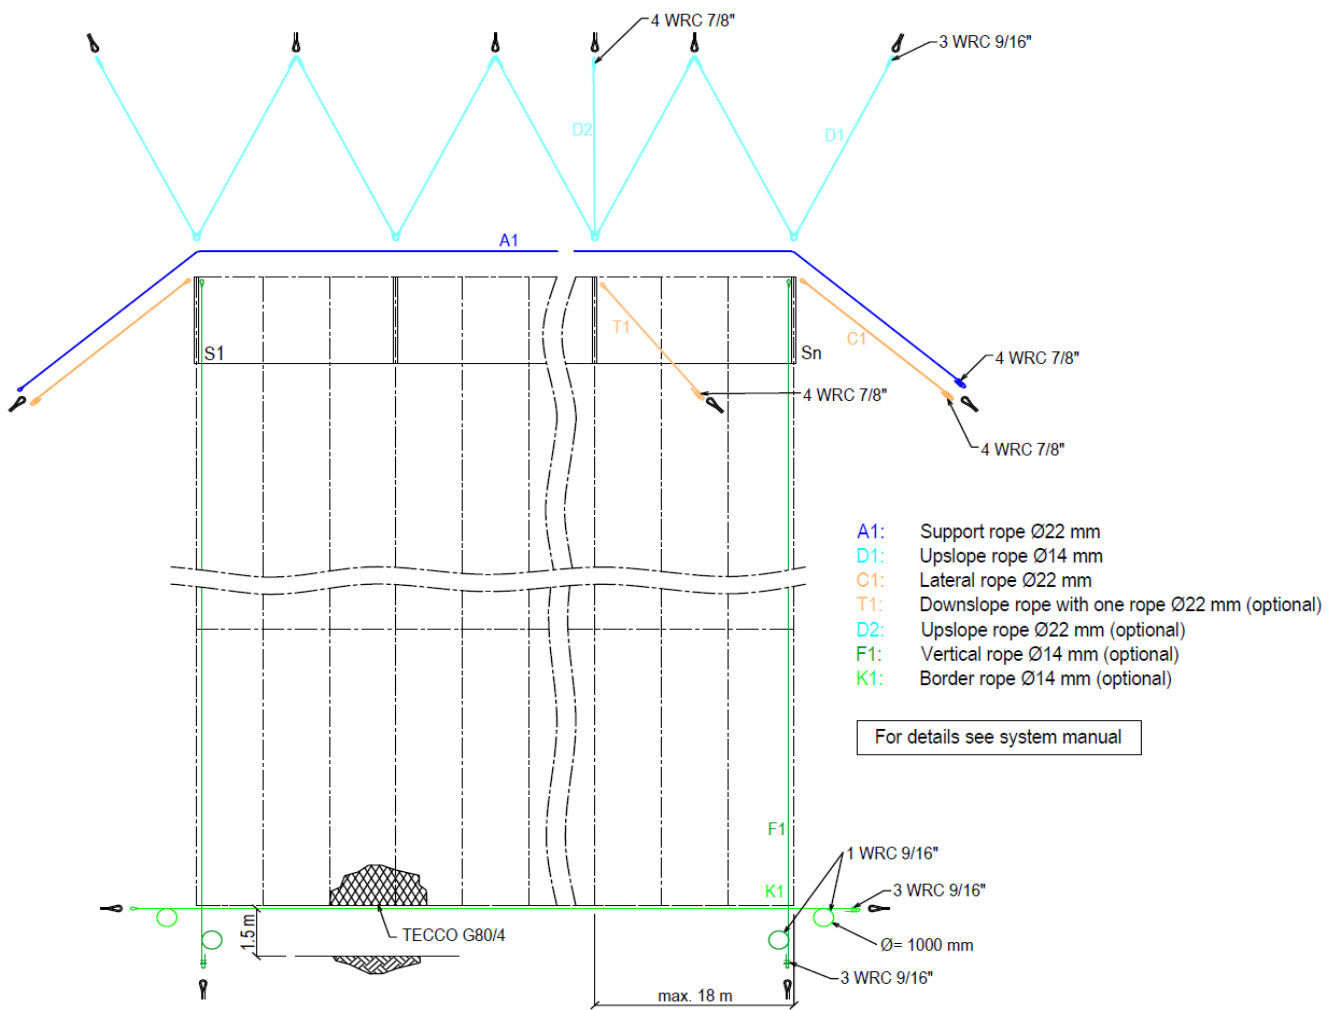 4 WRC 7/8"
3 WRC 9/16"
D2
D1
A1
T1
C1
S1
Sn
4 WRC 7/8"
4 WRC 7/8"
4 WRC 7/8"
A1: Support rope Ø22 mm
D1: Upslope rope Ø14 mm
C1: Lateral rope Ø22 mm
T1: Downslope rope with one rope Ø22 mm (optional)
D2: Upslope rope Ø22 mm (optional)
F1: Vertical rope Ø14 mm (optional)
K1: Border rope Ø14 mm (optional)
For details see system manual
F1
1 WRC 9/16"
K1
3 WRC 9/16"
1.5 m
TECCO G80/4
Ø= 1000 mm
3 WRC 9/16"
max. 18 m